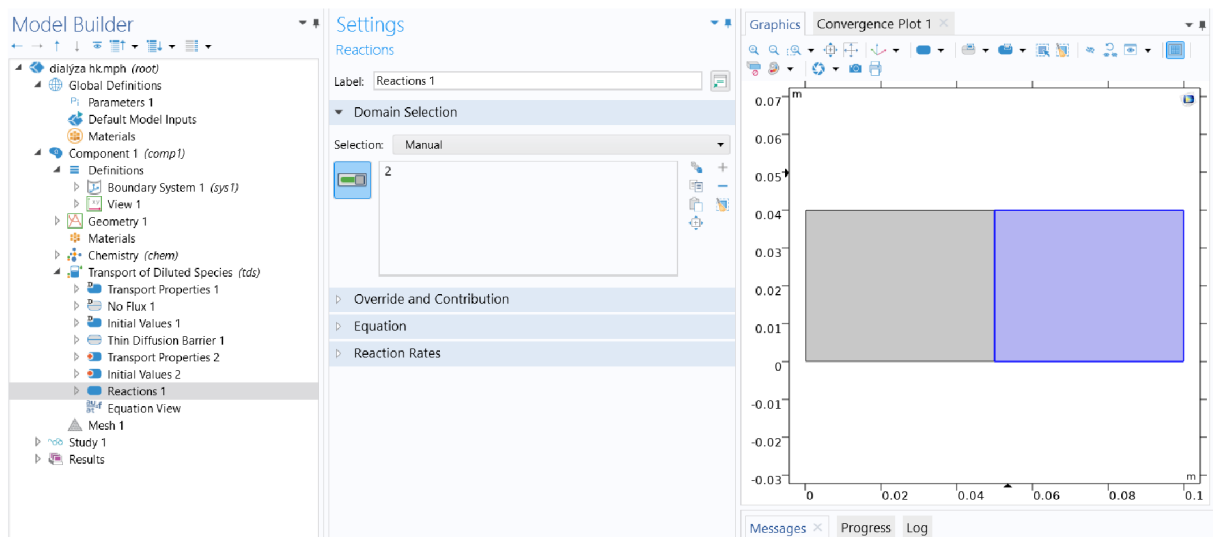 Model Builder
dialýza hk.mph (root)
Global Definitions
Pi Parameters 1
Default Model Inputs
Materials
Component 1 (comp1)
Definitions
Boundary System 1 (sys1)
View 1
Geometry 1
Materials
Chemistry (chem)
Transport of Diluted Species (tds)
Transport Properties 1
No Flux 1
Initial Values 1
Thin Diffusion Barrier 1
Transport Properties 2
Initial Values 2
Reactions 1
Equation View
Mesh 1
Study 1
Results
Settings
Reactions
Label: Reactions 1
Domain Selection
Selection: Manual
2
Override and Contribution
Equation
Reaction Rates
Graphics Convergence Plot 1
m
0.07
0.06
0.05
0.04
0.03
0.02
0.01
0
-0.01
-0.02
-0.03
m
0 0.02 0.04 0.06 0.08 0.1
Messages Progress Log